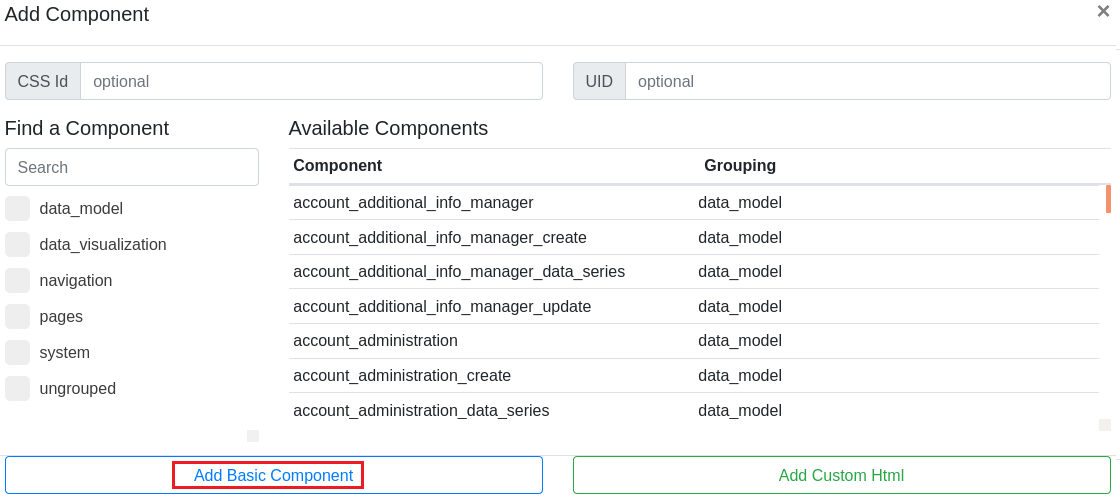 Add Component
×
CSS Id optional
UID optional
Find a Component
Search
data_model
data_visualization
navigation
pages
system
ungrouped
Available Components
Component Grouping
account_additional_info_manager data_model
account_additional_info_manager_create data_model
account_additional_info_manager_data_series data_model
account_additional_info_manager_update data_model
account_administration data_model
account_administration_create data_model
account_administration_data_series data_model
Add Basic Component
Add Custom Html